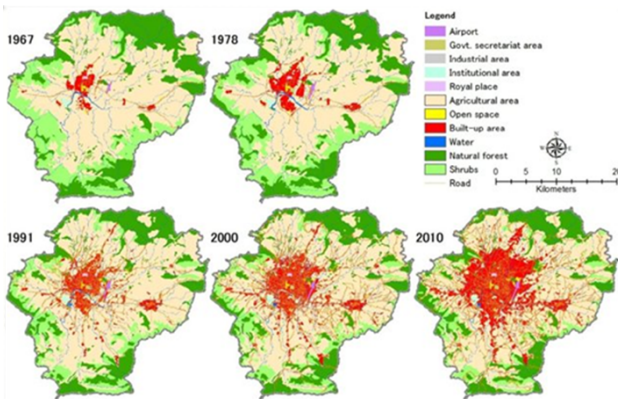 1967
1978
Legend
Airport
Govt. secretariat area
Industrial area
Institutional area
Royal place
Agricultural area
Open space
Built-up area
Water
Natural forest
Shrubs
Road
N
W
E
S
0 5 10 20
Kilometers
1991
2000
2010